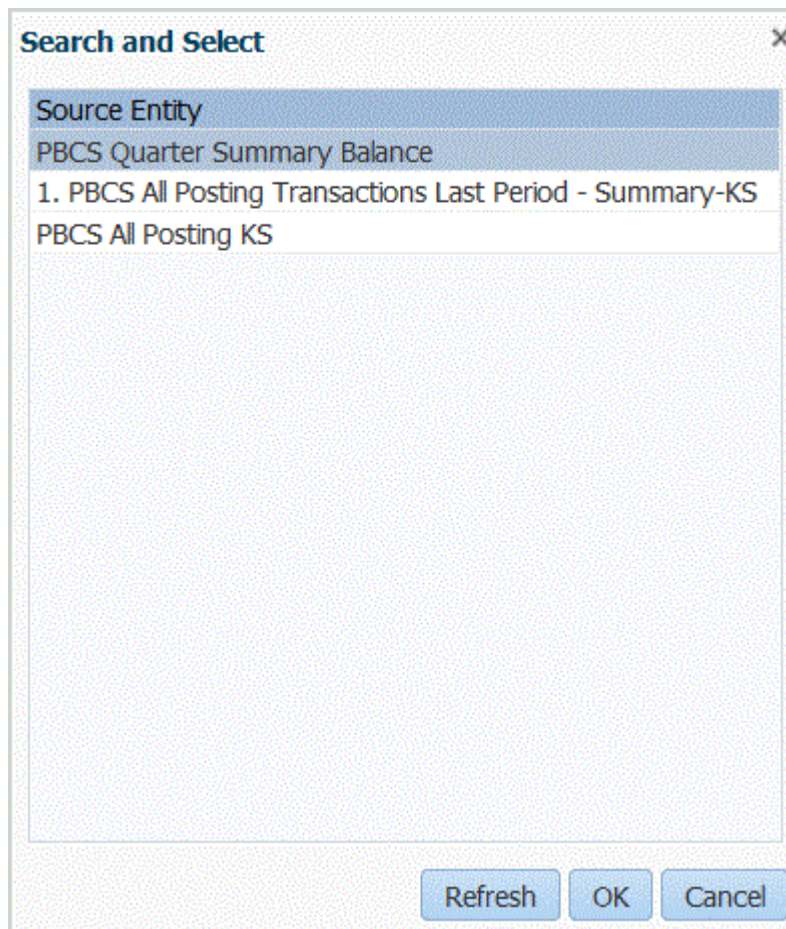 Search and Select
Source Entity
PBCS Quarter Summary Balance
1. PBCS All Posting Transactions Last Period - Summary-KS
PBCS All Posting KS
Refresh OK Cancel